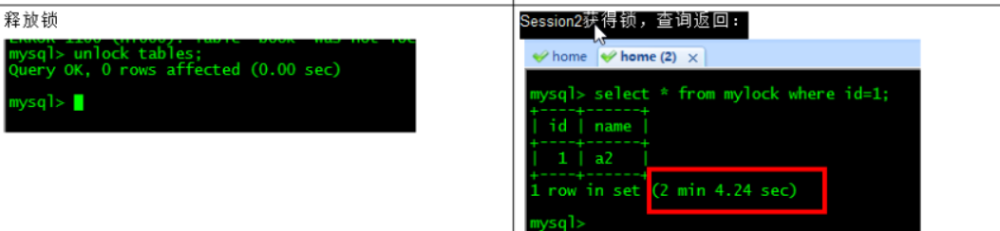 释放锁
mysql> unlock tables;
Query OK, 0 rows affected (0.00 sec)
mysql>
Session2获得锁，查询返回：
home home (2) x
mysql> select * from mylock where id=1;
+----+------+
| id | name |
+----+------+
| 1 | a2 |
+----+------+
1 row in set (2 min 4.24 sec)
mysql>